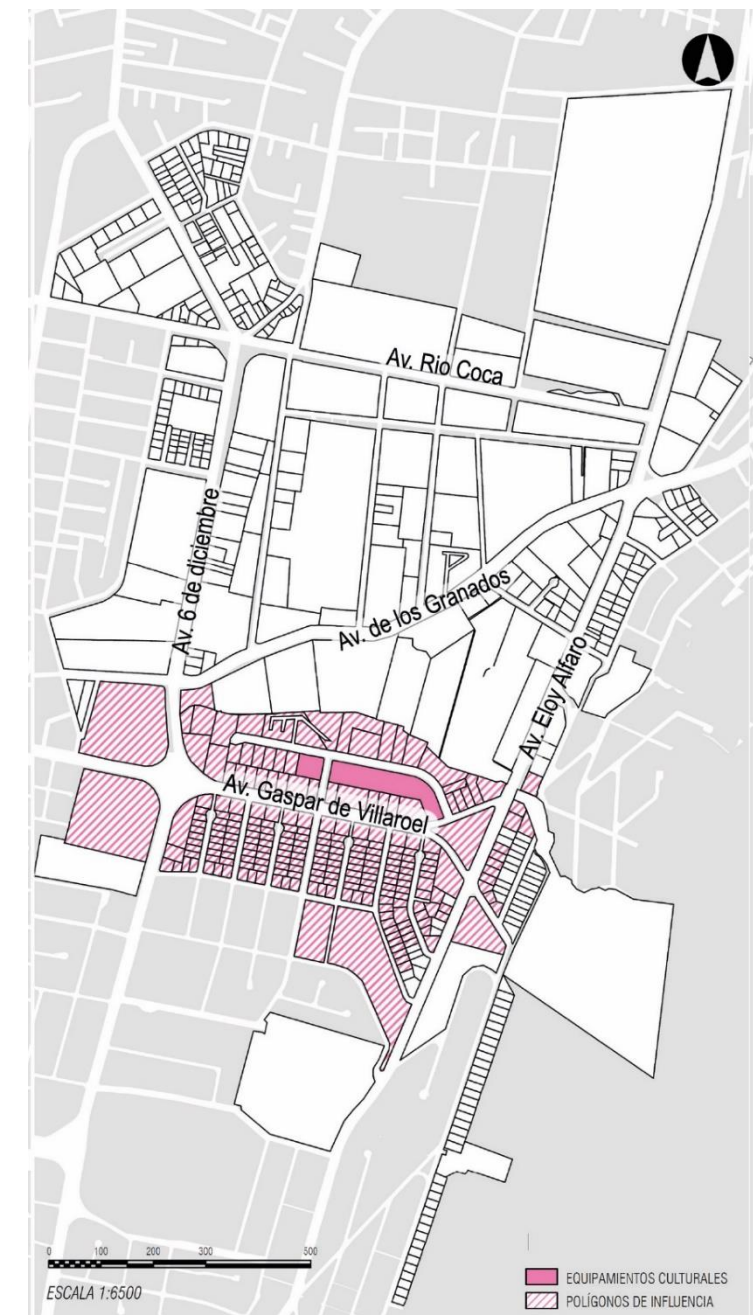 Av. Rio Coca
Av. 6 de diciembre
Av. de los Granados
Av. Eloy Alfaro
Av. Gaspar de Villaroel
0 100 200 300 500
ESCALA 1:6500
EQUIPAMIENTOS CULTURALES
POLÍGONOS DE INFLUENCIA